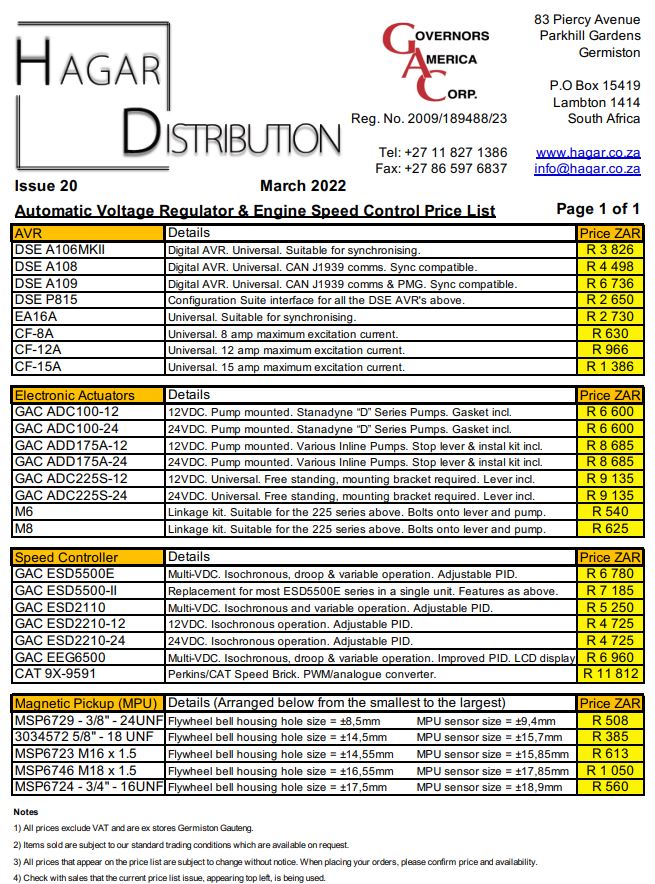 HAGAR
DISTRIBUTION
GOVERNORS
AMERICA
CORP.
Reg. No. 2009/189488/23
Tel: +27 11 827 1386
Fax: +27 86 597 6837
83 Piercy Avenue
Parkhill Gardens
Germiston
P.O Box 15419
Lambton 1414
South Africa
www.hagar.co.za
info@hagar.co.za
Issue 20 March 2022
Automatic Voltage Regulator & Engine Speed Control Price List Page 1 of 1
AVR Details Price ZAR
DSE A106MKII Digital AVR. Universal. Suitable for synchronising. R 3 826
DSE A108 Digital AVR. Universal. CAN J1939 comms. Sync compatible. R 4 498
DSE A109 Digital AVR. Universal. CAN J1939 comms & PMG. Sync compatible. R 6 736
DSE P815 Configuration Suite interface for all the DSE AVR's above. R 2 650
EA16A Universal. Suitable for synchronising. R 2 730
CF-8A Universal. 8 amp maximum excitation current. R 630
CF-12A Universal. 12 amp maximum excitation current. R 966
CF-15A Universal. 15 amp maximum excitation current. R 1 386
Electronic Actuators Details Price ZAR
GAC ADC100-12 12VDC. Pump mounted. Stanadyne “D” Series Pumps. Gasket incl. R 6 600
GAC ADC100-24 24VDC. Pump mounted. Stanadyne “D” Series Pumps. Gasket incl. R 6 600
GAC ADD175A-12 12VDC. Pump mounted. Various Inline Pumps. Stop lever & instal kit incl. R 8 685
GAC ADD175A-24 24VDC. Pump mounted. Various Inline Pumps. Stop lever & instal kit incl. R 8 685
GAC ADC225S-12 12VDC. Universal. Free standing, mounting bracket required. Lever incl. R 9 135
GAC ADC225S-24 24VDC. Universal. Free standing, mounting bracket required. Lever incl. R 9 135
M6 Linkage kit. Suitable for the 225 series above. Bolts onto lever and pump. R 540
M8 Linkage kit. Suitable for the 225 series above. Bolts onto lever and pump. R 625
Speed Controller Details Price ZAR
GAC ESD5500E Multi-VDC. Isochronous, droop & variable operation. Adjustable PID. R 6 780
GAC ESD5500-II Replacement for most ESD5500E series in a single unit. Features as above. R 7 185
GAC ESD2110 Multi-VDC. Isochronous and variable operation. Adjustable PID. R 5 250
GAC ESD2210-12 12VDC. Isochronous operation. Adjustable PID. R 4 725
GAC ESD2210-24 24VDC. Isochronous operation. Adjustable PID. R 4 725
GAC EEG6500 Multi-VDC. Isochronous, droop & variable operation. Improved PID. LCD display R 6 960
CAT 9X-9591 Perkins/CAT Speed Brick. PWM/analogue converter. R 11 812
Magnetic Pickup (MPU) Details (Arranged below from the smallest to the largest) Price ZAR
MSP6729 - 3/8" - 24UNF Flywheel bell housing hole size = ±8,5mm MPU sensor size = ±9,4mm R 508
3034572 5/8" - 18 UNF Flywheel bell housing hole size = ±14,5mm MPU sensor size = ±15,7mm R 385
MSP6723 M16 x 1.5 Flywheel bell housing hole size = ±14,55mm MPU sensor size = ±15,85mm R 613
MSP6746 M18 x 1.5 Flywheel bell housing hole size = ±16,55mm MPU sensor size = ±17,85mm R 1 050
MSP6724 - 3/4" - 16UNF Flywheel bell housing hole size = ±17,5mm MPU sensor size = ±18,9mm R 560
Notes
1) All prices exclude VAT and are ex stores Germiston Gauteng.
2) Items sold are subject to our standard trading conditions which are available on request.
3) All prices that appear on the price list are subject to change without notice. When placing your orders, please confirm price and availability.
4) Check with sales that the current price list issue, appearing top left, is being used.